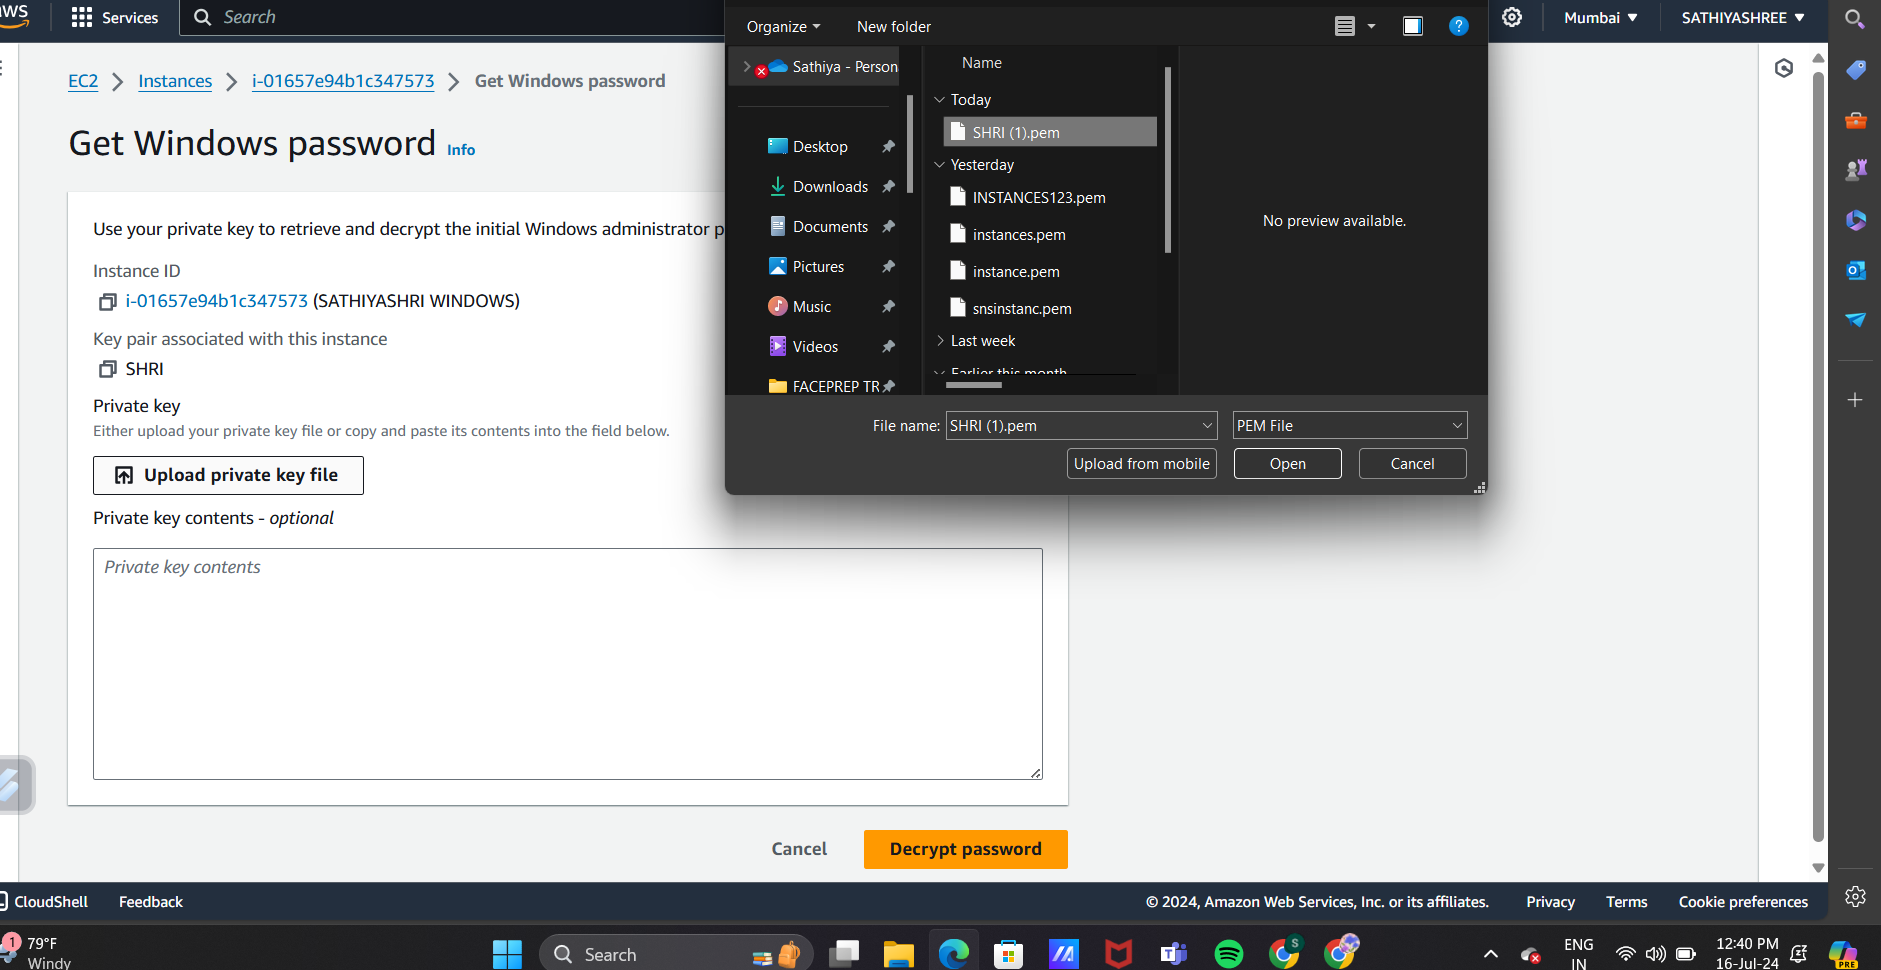 aws
Services
Search
Mumbai
SATHIYASHREE
EC2
Instances
i-01657e94b1c347573
Get Windows password
Get Windows password Info
Use your private key to retrieve and decrypt the initial Windows administrator p
Instance ID
i-01657e94b1c347573 (SATHIYASHRI WINDOWS)
Key pair associated with this instance
SHRI
Private key
Either upload your private key file or copy and paste its contents into the field below.
Upload private key file
Private key contents - optional
Private key contents
Cancel
Decrypt password
Organize
New folder
Sathiya - Person
Desktop
Downloads
Documents
Pictures
Music
Videos
FACEPREP TR
Name
Today
SHRI (1).pem
Yesterday
INSTANCES123.pem
instances.pem
instance.pem
snsinstanc.pem
Last week
Earlier this month
No preview available.
File name:
SHRI (1).pem
PEM File
Upload from mobile
Open
Cancel
CloudShell
Feedback
© 2024, Amazon Web Services, Inc. or its affiliates.
Privacy
Terms
Cookie preferences
1
79°F
Windy
Search
S
ENG
IN
12:40 PM
16-Jul-24
PRE